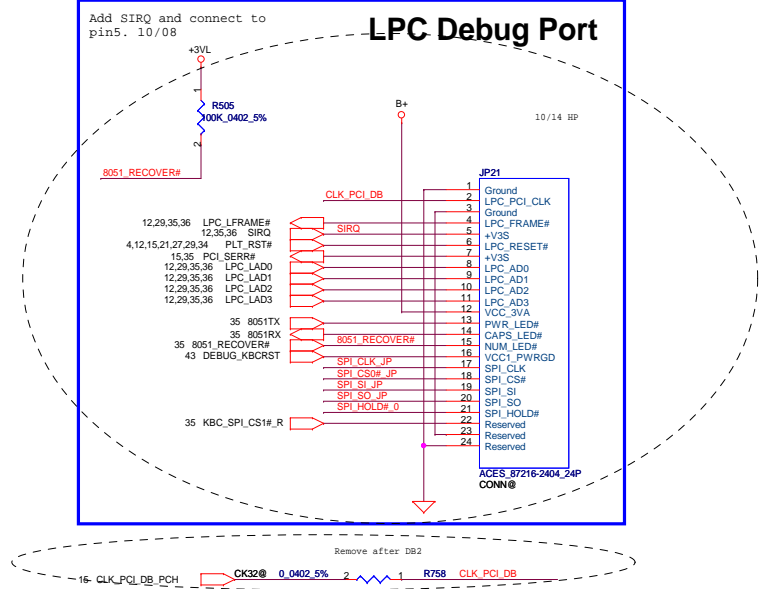 Add SIRQ and connect to
pin5. 10/08
LPC Debug Port
+3VL
1
R505
100K_0402_5%
2
8051_RECOVER#
B+
10/14 HP
JP21
CLK_PCI_DB
1 Ground
2 LPC_PCI_CLK
3 Ground
12,29,35,36 LPC_LFRAME# 4 LPC_FRAME#
12,35,36 SIRQ SIRQ 5 +V3S
4,12,15,21,27,29,34 PLT_RST# 6 LPC_RESET#
15,35 PCI_SERR# 7 +V3S
12,29,35,36 LPC_LAD0 8 LPC_AD0
12,29,35,36 LPC_LAD1 9 LPC_AD1
12,29,35,36 LPC_LAD2 10 LPC_AD2
12,29,35,36 LPC_LAD3 11 LPC_AD3
12 VCC_3VA
35 8051TX 13 PWR_LED#
35 8051RX 14 CAPS_LED#
35 8051_RECOVER# 8051_RECOVER# 15 NUM_LED#
43 DEBUG_KBCRST 16 VCC1_PWRGD
SPI_CLK_JP 17 SPI_CLK
SPI_CS0#_JP 18 SPI_CS#
SPI_SI_JP 19 SPI_SI
SPI_SO_JP 20 SPI_SO
SPI_HOLD#_0 21 SPI_HOLD#
35 KBC_SPI_CS1#_R 22 Reserved
23 Reserved
24 Reserved
ACES_87216-2404_24P
CONN@
Remove after DB2
15 CLK_PCI_DB_PCH CK32@ 0_0402_5% 2 1 R758 CLK_PCI_DB